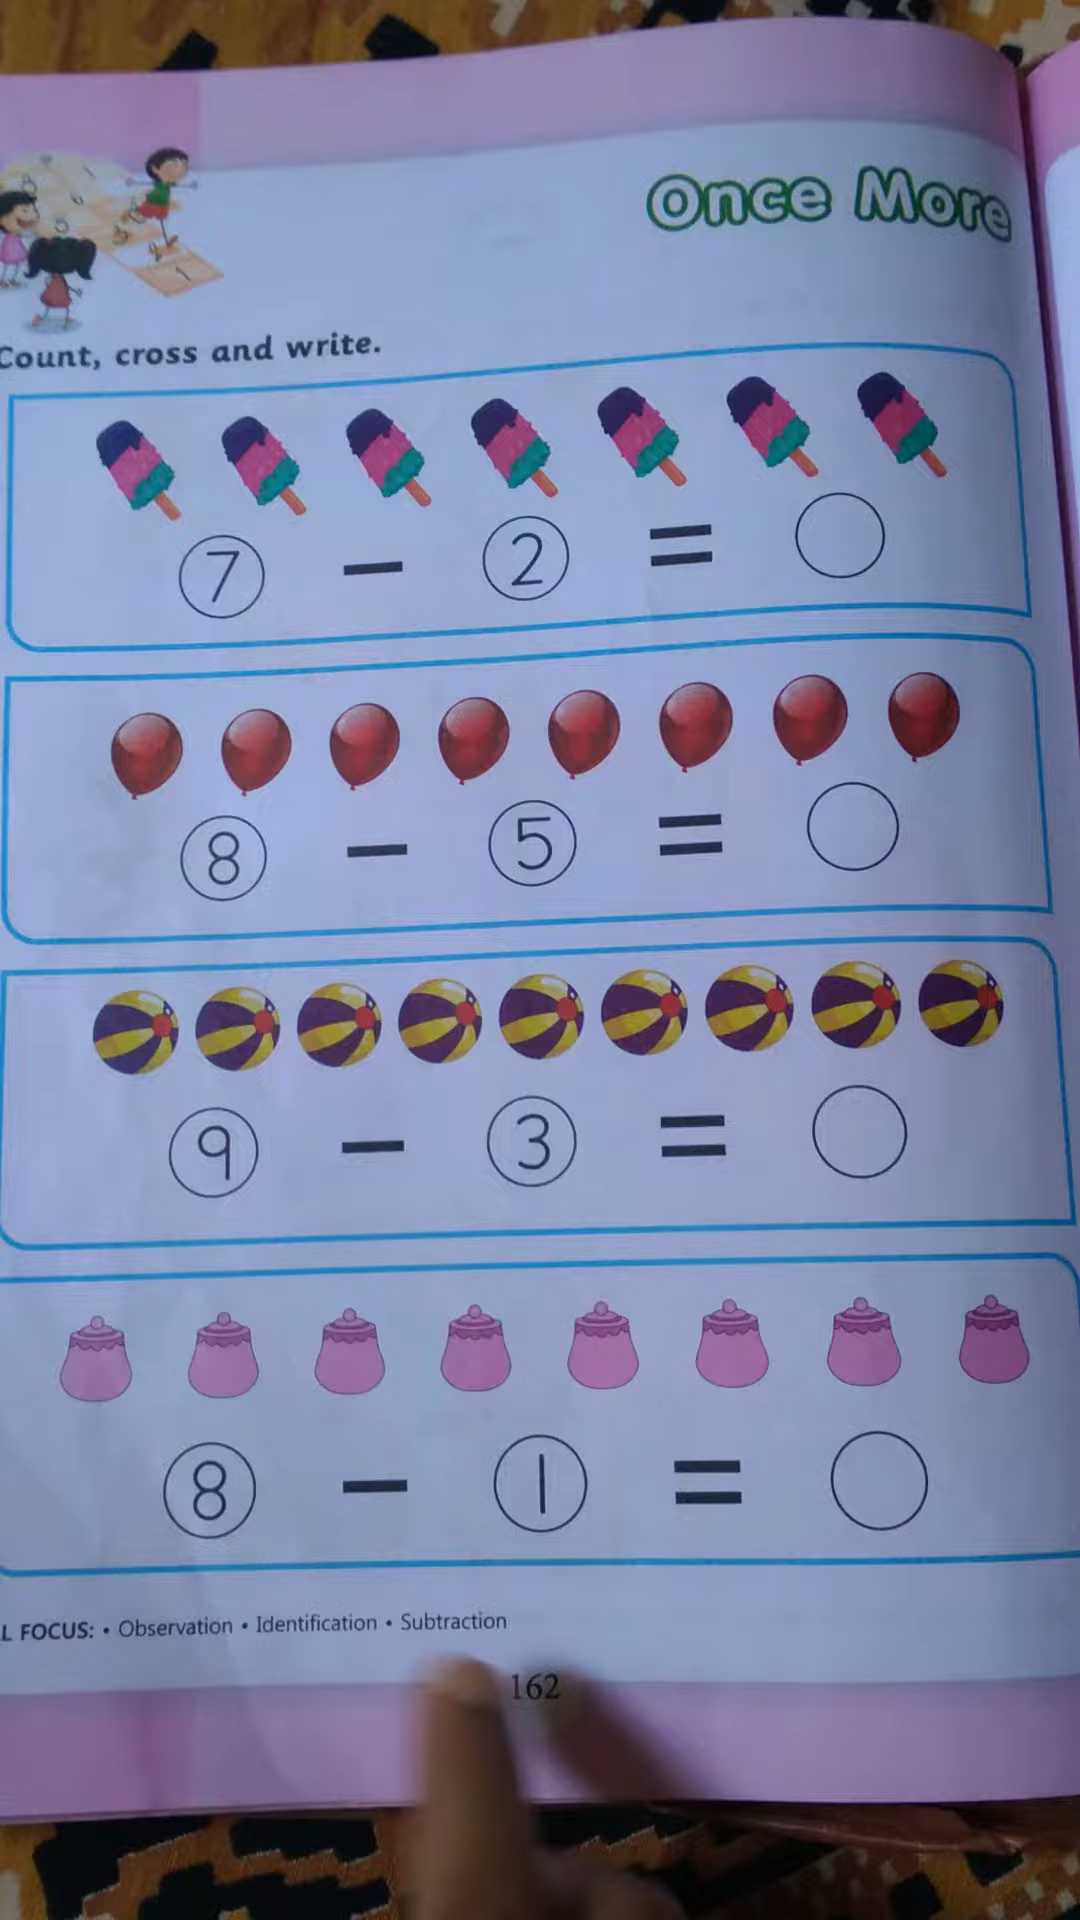 Once More
Count, cross and write.
7 – 2 =
8 – 5 =
9 – 3 =
8 – 1 =
L FOCUS: • Observation • Identification • Subtraction
162